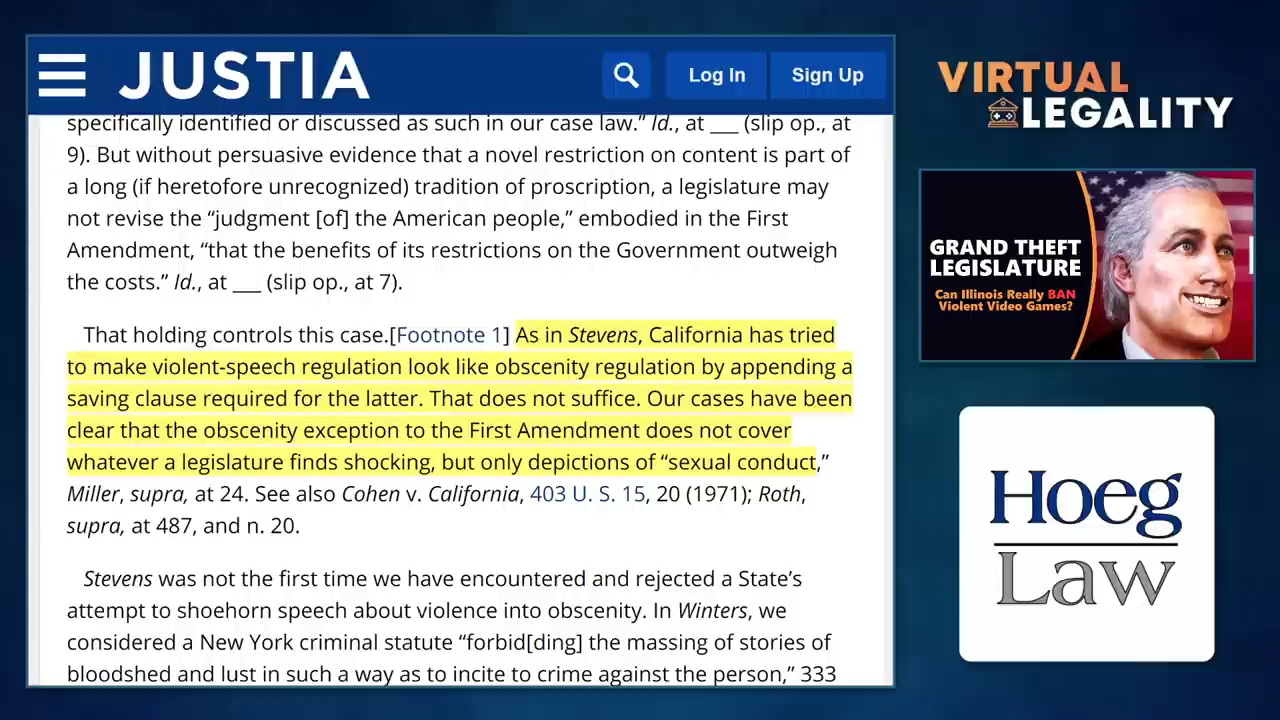 JUSTIA
Log In
Sign Up
specifically identified or discussed as such in our case law.” Id., at ___ (slip op., at
9). But without persuasive evidence that a novel restriction on content is part of
a long (if heretofore unrecognized) tradition of proscription, a legislature may
not revise the “judgment [of] the American people,” embodied in the First
Amendment, “that the benefits of its restrictions on the Government outweigh
the costs.” Id., at ___ (slip op., at 7).
That holding controls this case.[Footnote 1] As in Stevens, California has tried
to make violent-speech regulation look like obscenity regulation by appending a
saving clause required for the latter. That does not suffice. Our cases have been
clear that the obscenity exception to the First Amendment does not cover
whatever a legislature finds shocking, but only depictions of “sexual conduct,”
Miller, supra, at 24. See also Cohen v. California, 403 U. S. 15, 20 (1971); Roth,
supra, at 487, and n. 20.
Stevens was not the first time we have encountered and rejected a State’s
attempt to shoehorn speech about violence into obscenity. In Winters, we
considered a New York criminal statute “forbid[ding] the massing of stories of
bloodshed and lust in such a way as to incite to crime against the person,” 333
VIRTUAL
LEGALITY
GRAND THEFT
LEGISLATURE
Can Illinois Really BAN
Violent Video Games?
Hoeg
Law